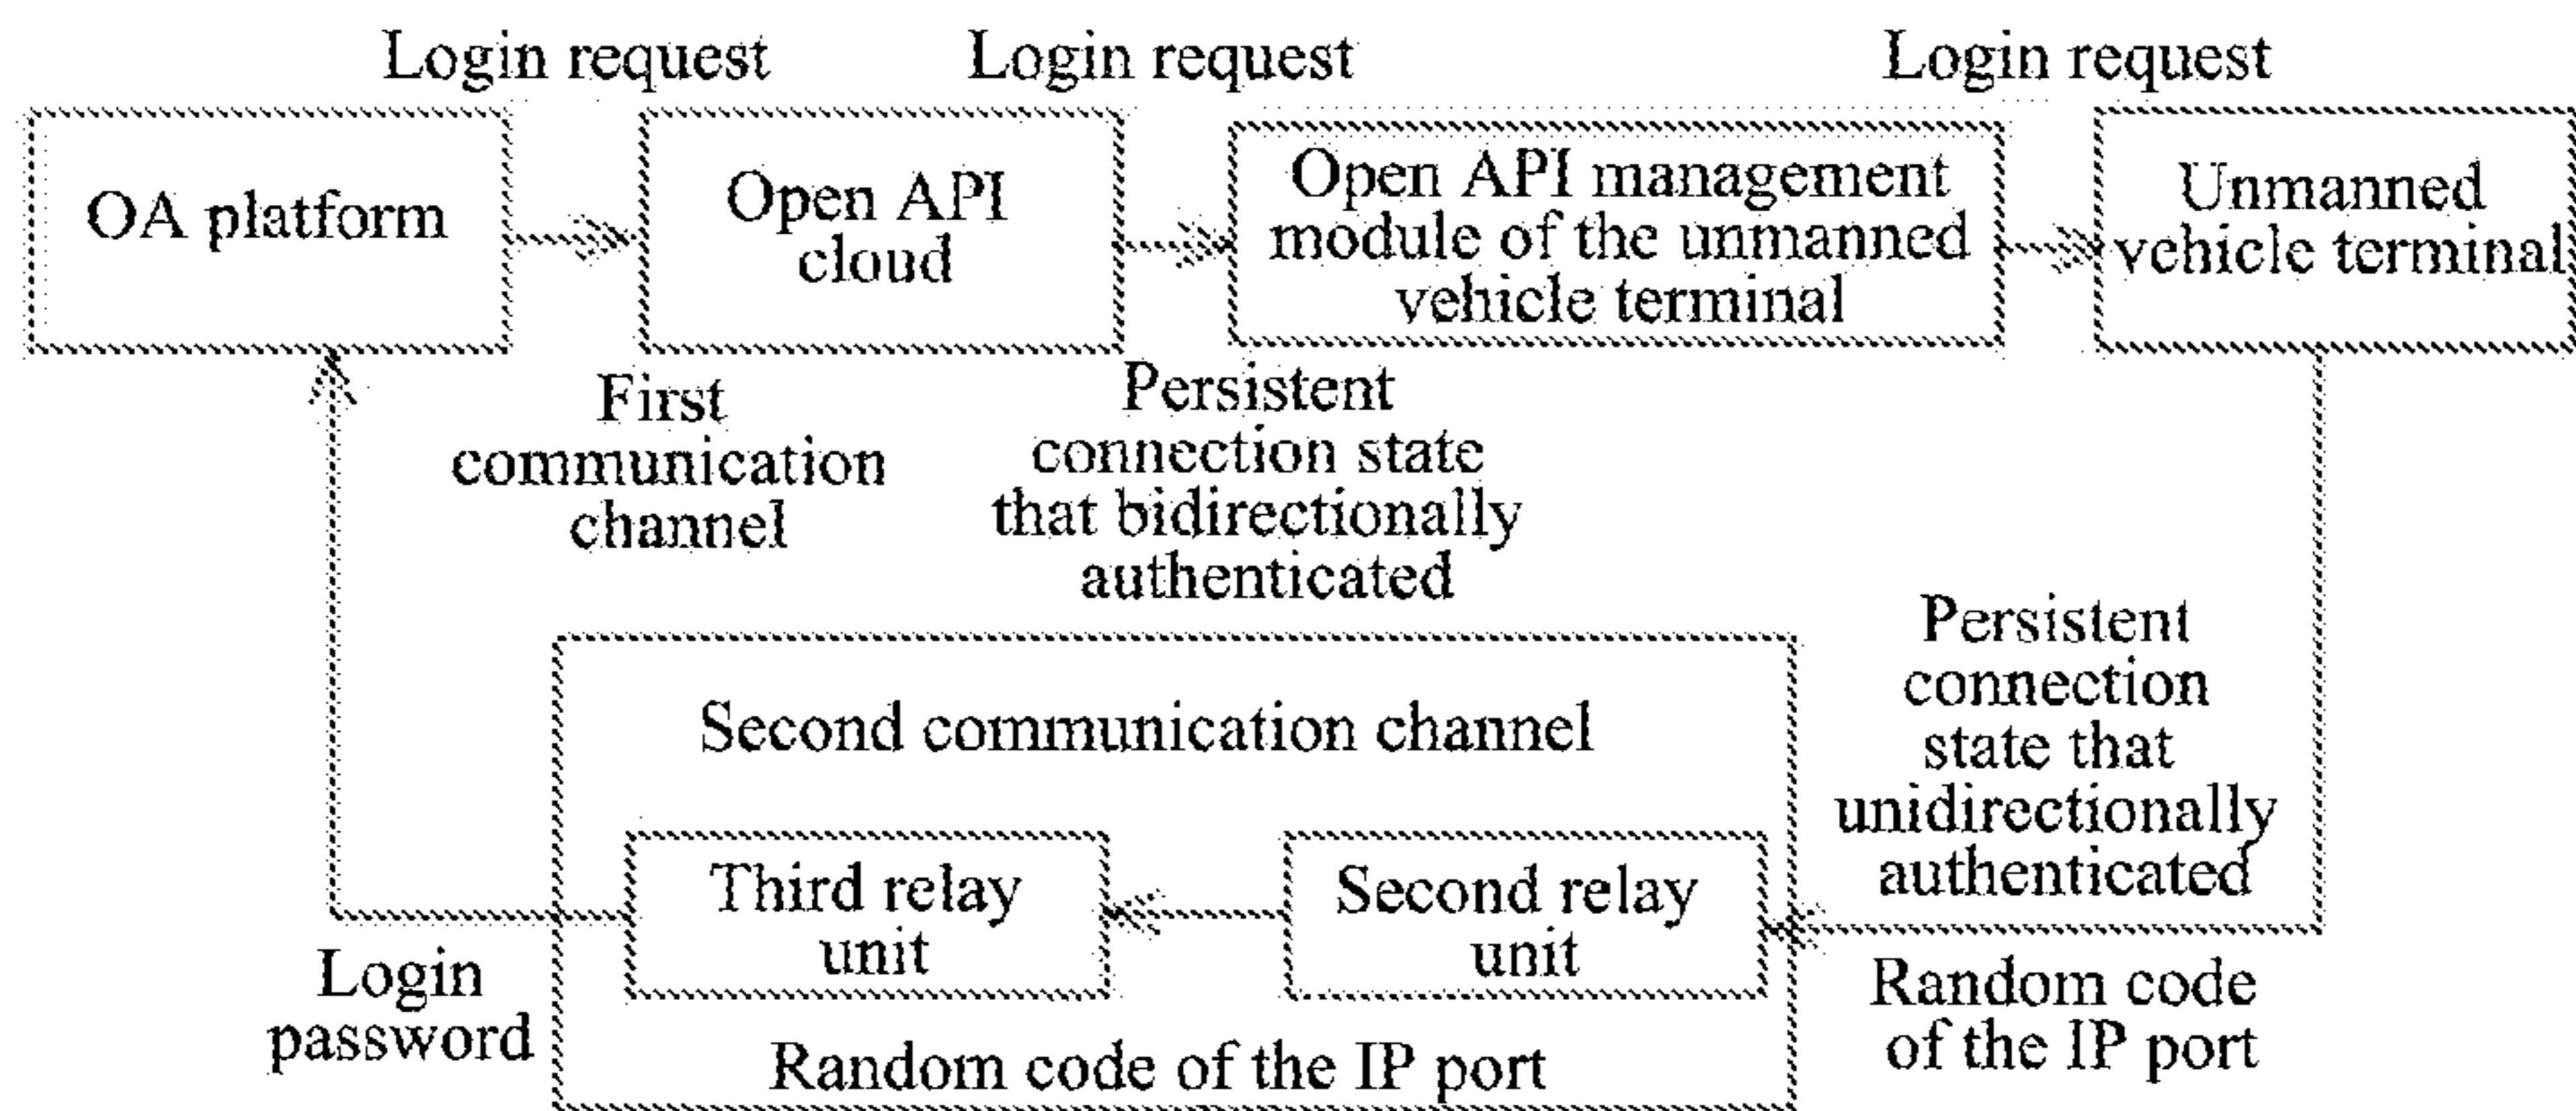 Login request
Login request
Login request
OA platform
Open API
cloud
Open API management
module of the unmanned
vehicle terminal
Unmanned
vehicle terminal
First
communication
channel
Persistent
connection state
that bidirectionally
authenticated
Persistent
connection
state that
unidirectionally
authenticated
Second communication channel
Third relay
unit
Second relay
unit
Login
password
Random code of the IP port
Random code
of the IP port